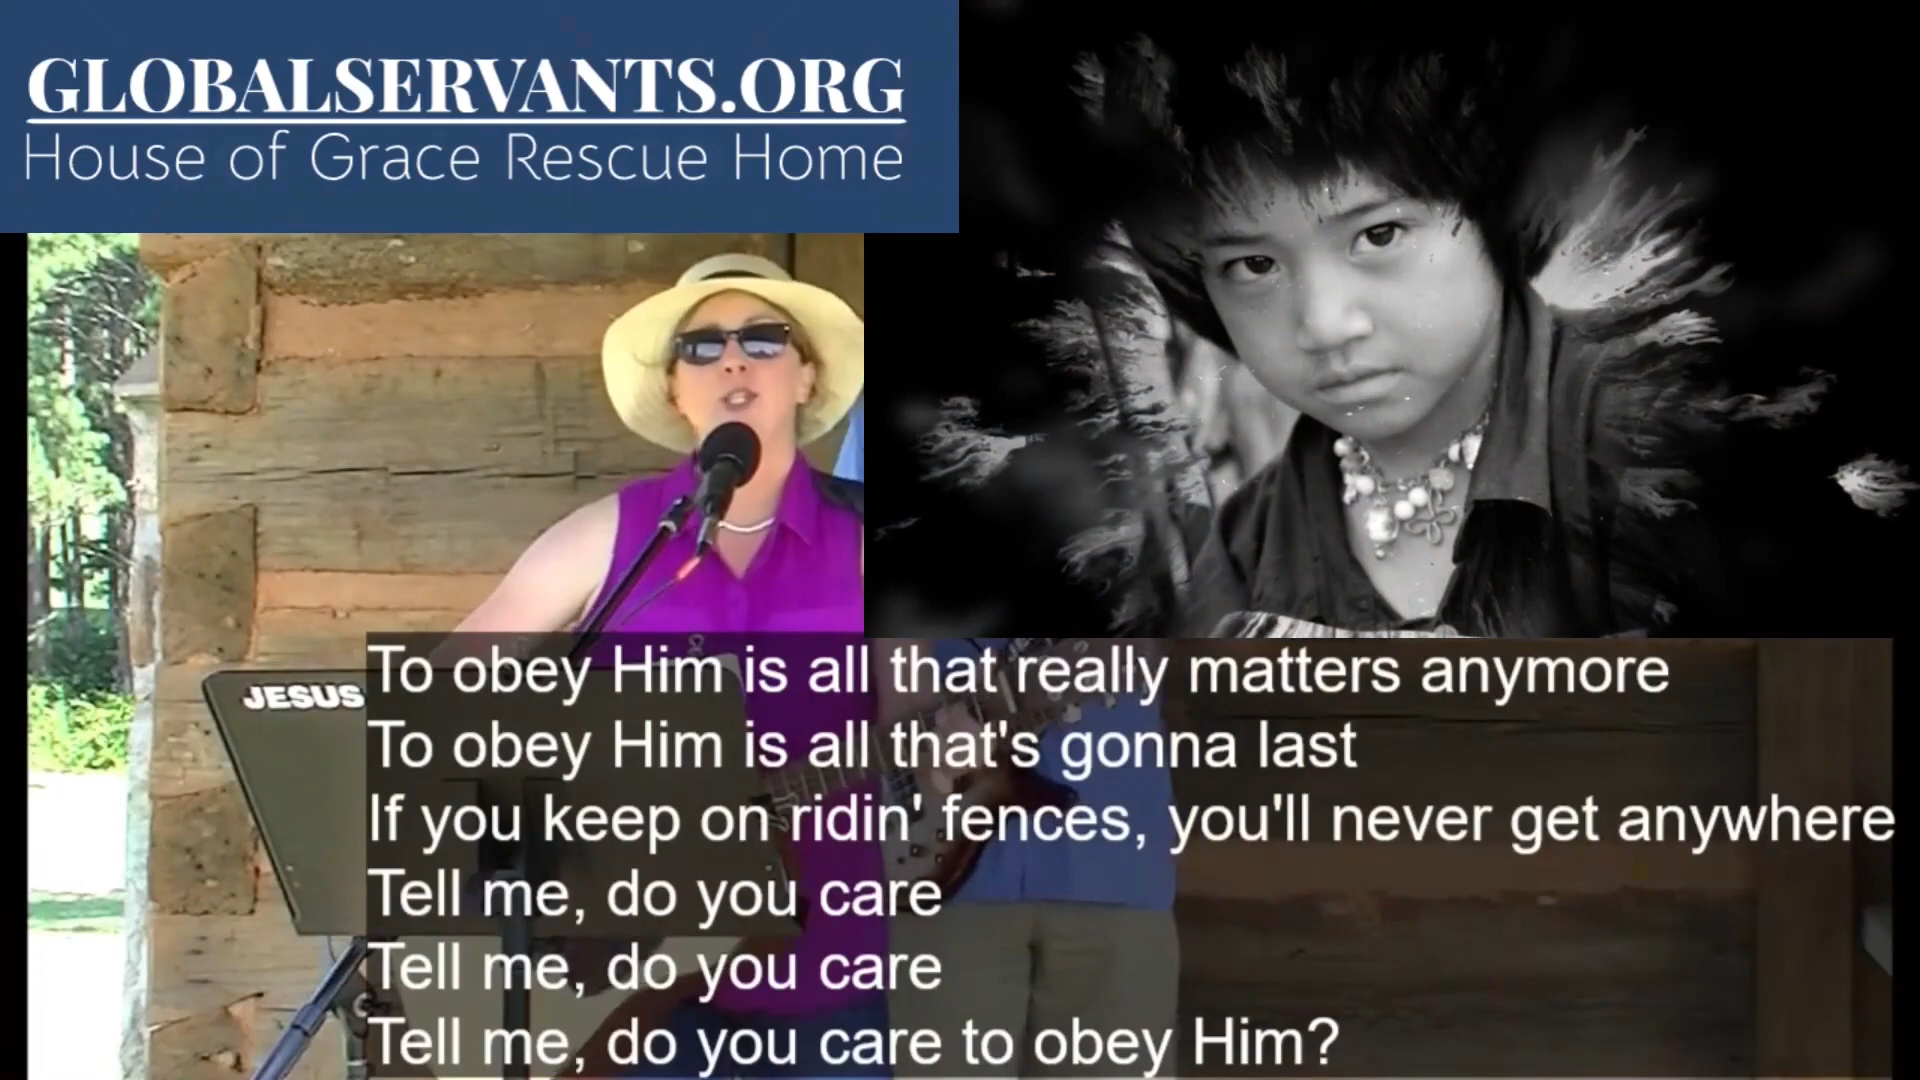 GLOBALSERVANTS.ORG
House of Grace Rescue Home
JESUS
To obey Him is all that really matters anymore
To obey Him is all that's gonna last
If you keep on ridin' fences, you'll never get anywhere
Tell me, do you care
Tell me, do you care
Tell me, do you care to obey Him?